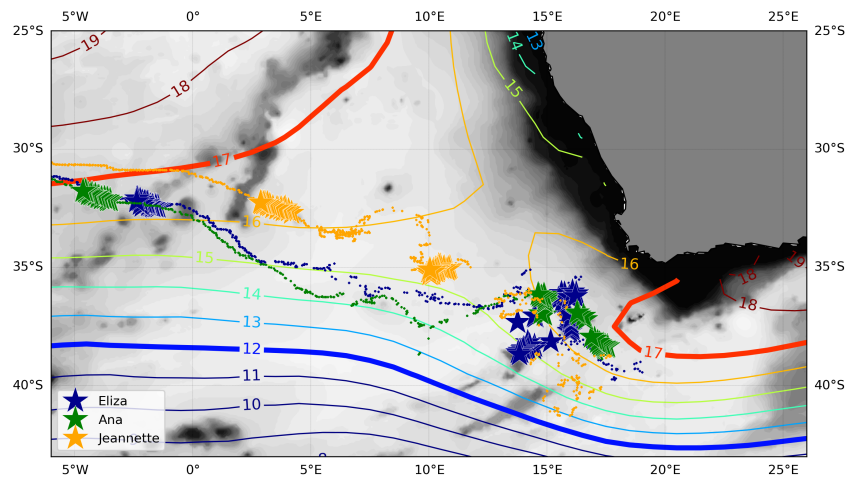 5°W 0° 5°E 10°E 15°E 20°E 25°E
25°S 25°S
19 14 13
18 15
30°S 30°S
17
16
16
15 35°S 35°S 18 19
14 18
13
12 17
11 40°S 40°S
10
Eliza
Ana
Jeannette
5°W 0° 5°E 10°E 15°E 20°E 25°E